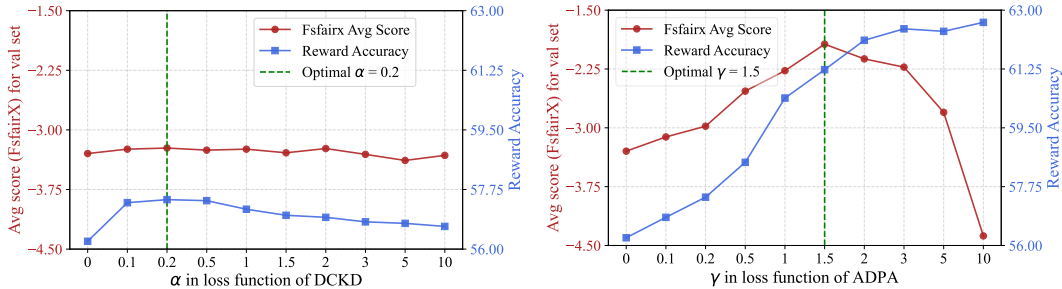 Avg score (FsfairX) for val set
−1.50
−2.25
−3.00
−3.75
−4.50
Fsfairx Avg Score
Reward Accuracy
Optimal α = 0.2
63.00
61.25
59.50
57.75
56.00
Reward Accuracy
0 0.1 0.2 0.5 1 1.5 2 3 5 10
α in loss function of DCKD
Avg score (FsfairX) for val set
−1.50
−2.25
−3.00
−3.75
−4.50
Fsfairx Avg Score
Reward Accuracy
Optimal γ = 1.5
63.00
61.25
59.50
57.75
56.00
Reward Accuracy
0 0.1 0.2 0.5 1 1.5 2 3 5 10
γ in loss function of ADPA